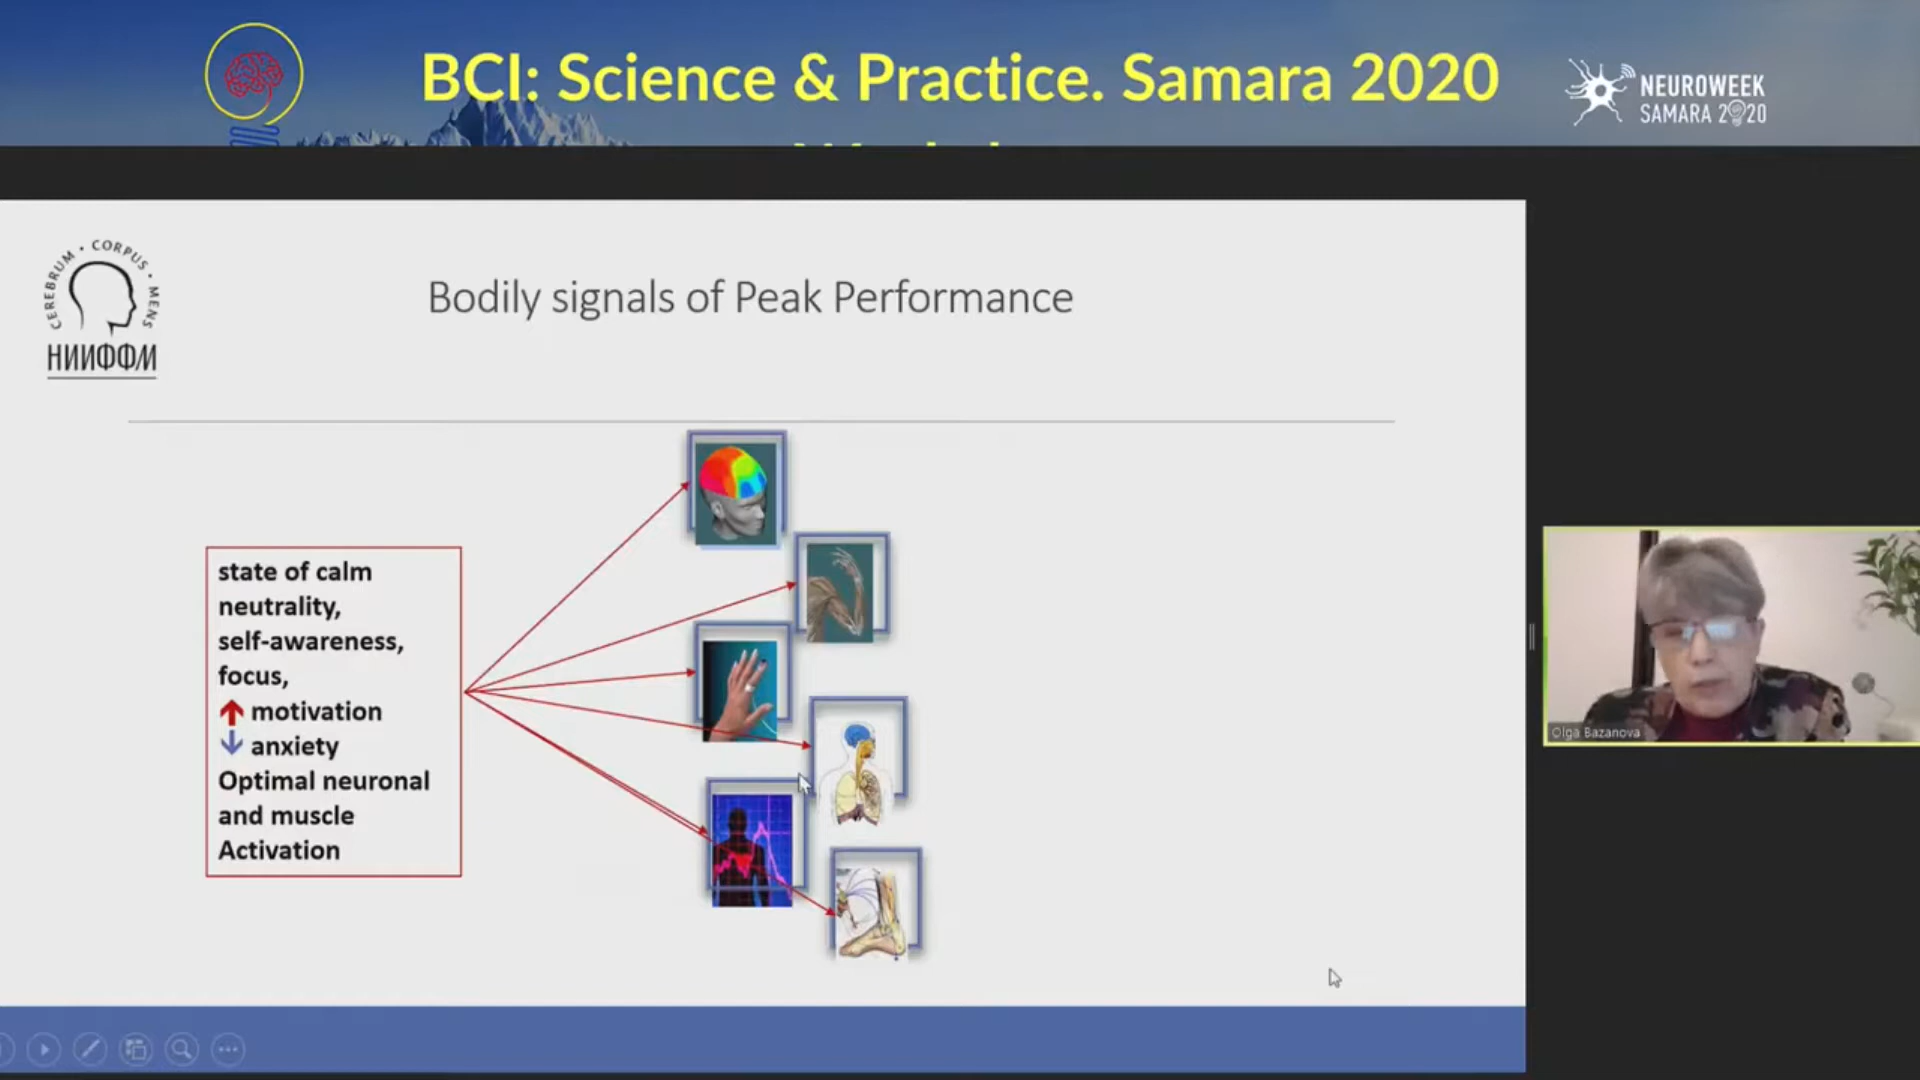 BCI: Science & Practice. Samara 2020
NEUROWEEK
SAMARA 2020
CEREBRUM • CORPUS • MENS
НИИФФМ
Bodily signals of Peak Performance
state of calm
neutrality,
self-awareness,
focus,
motivation
anxiety
Optimal neuronal
and muscle
Activation
Olga Bazanova